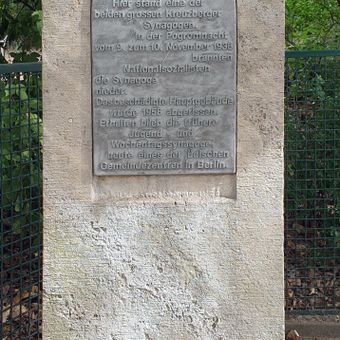 Hier stand eine der
beiden grossen Kreuzberger
Synagogen.
In der Pogromnacht
vom 9. zum 10. November 1938
brannten
Nationalsozialisten
die Synagoge
nieder.
Das beschädigte Hauptgebäude
wurde 1956 abgerissen.
Erhalten blieb die frühere
Jugend- und
Wochentagssynagoge,
heute eines der jüdischen
Gemeindezentren in Berlin.